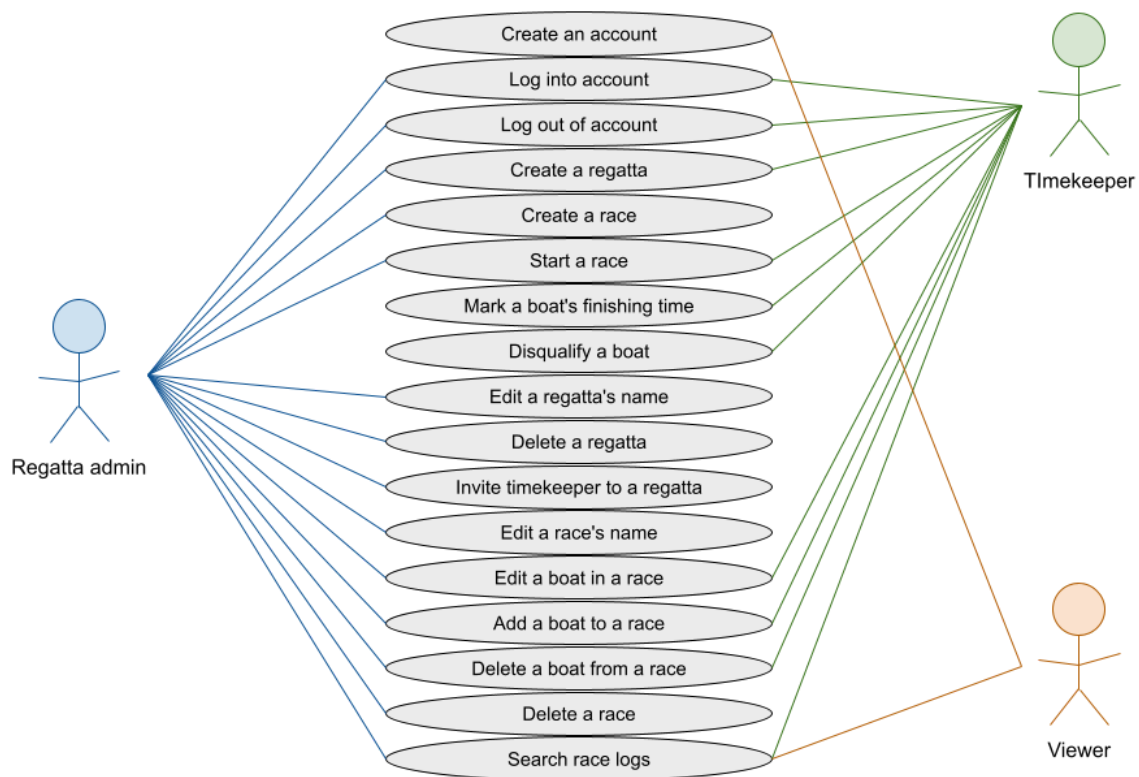 Create an account
Log into account
Log out of account
Create a regatta
TImekeeper
Create a race
Start a race
Mark a boat's finishing time
Disqualify a boat
Edit a regatta's name
Delete a regatta
Regatta admin
Invite timekeeper to a regatta
Edit a race's name
Edit a boat in a race
Add a boat to a race
Delete a boat from a race
Delete a race
Viewer
Search race logs